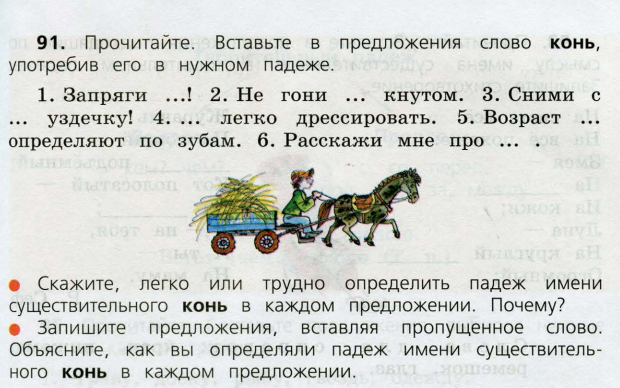 91. Прочитайте. Вставьте в предложения слово конь,
употребив его в нужном падеже.
1. Запряги ...! 2. Не гони ... кнутом. 3. Сними с
... уздечку! 4. ... легко дрессировать. 5. Возраст ...
определяют по зубам. 6. Расскажи мне про ... .
● Скажите, легко или трудно определить падеж имени
существительного конь в каждом предложении. Почему?
● Запишите предложения, вставляя пропущенное слово.
Объясните, как вы определяли падеж имени существитель-
ного конь в каждом предложении.